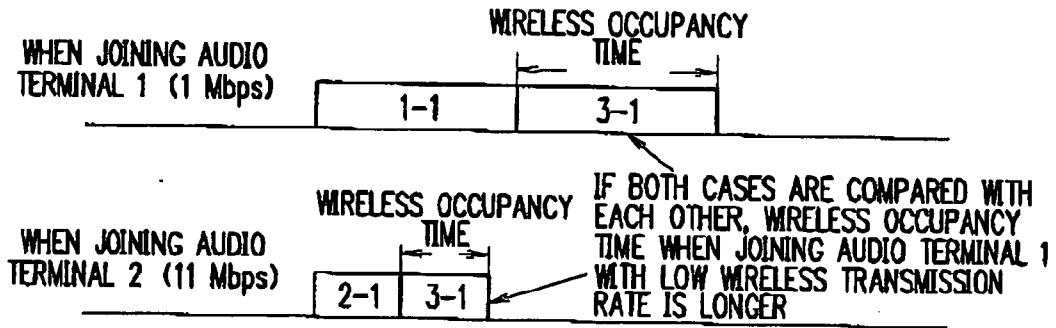 WIRELESS OCCUPANCY
TIME
WHEN JOINING AUDIO
TERMINAL 1 (1 Mbps)
1-1
3-1
IF BOTH CASES ARE COMPARED WITH
EACH OTHER, WIRELESS OCCUPANCY
TIME WHEN JOINING AUDIO TERMINAL 1
WITH LOW WIRELESS TRANSMISSION
RATE IS LONGER
WIRELESS OCCUPANCY
TIME
WHEN JOINING AUDIO
TERMINAL 2 (11 Mbps)
2-1
3-1